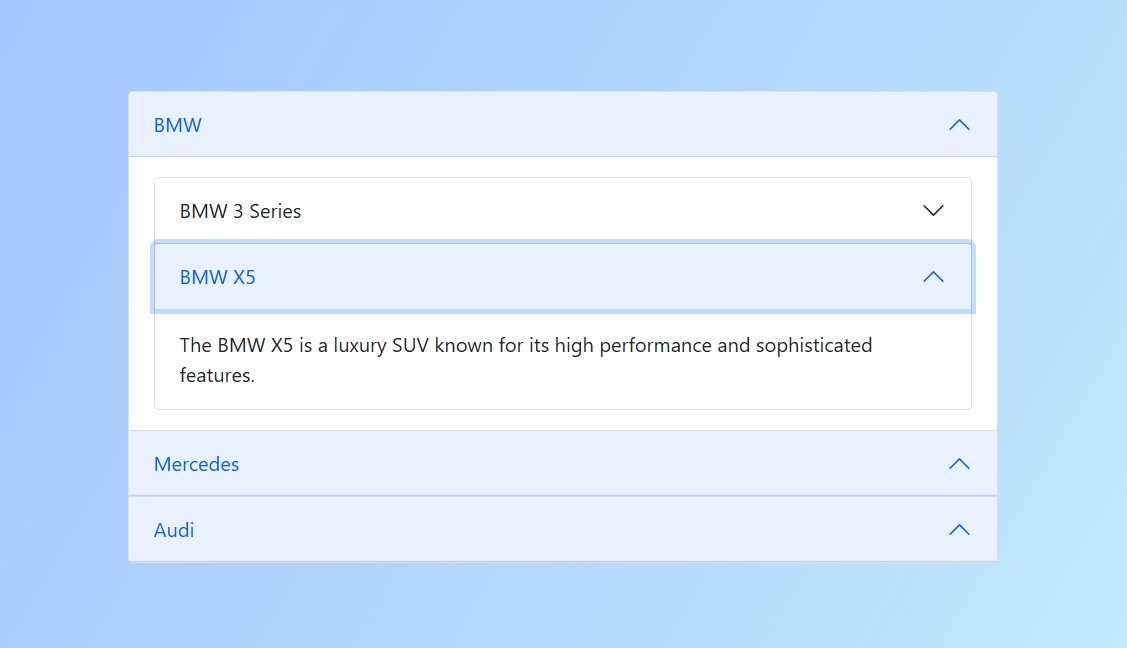 BMW
BMW 3 Series
BMW X5
The BMW X5 is a luxury SUV known for its high performance and sophisticated
features.
Mercedes
Audi